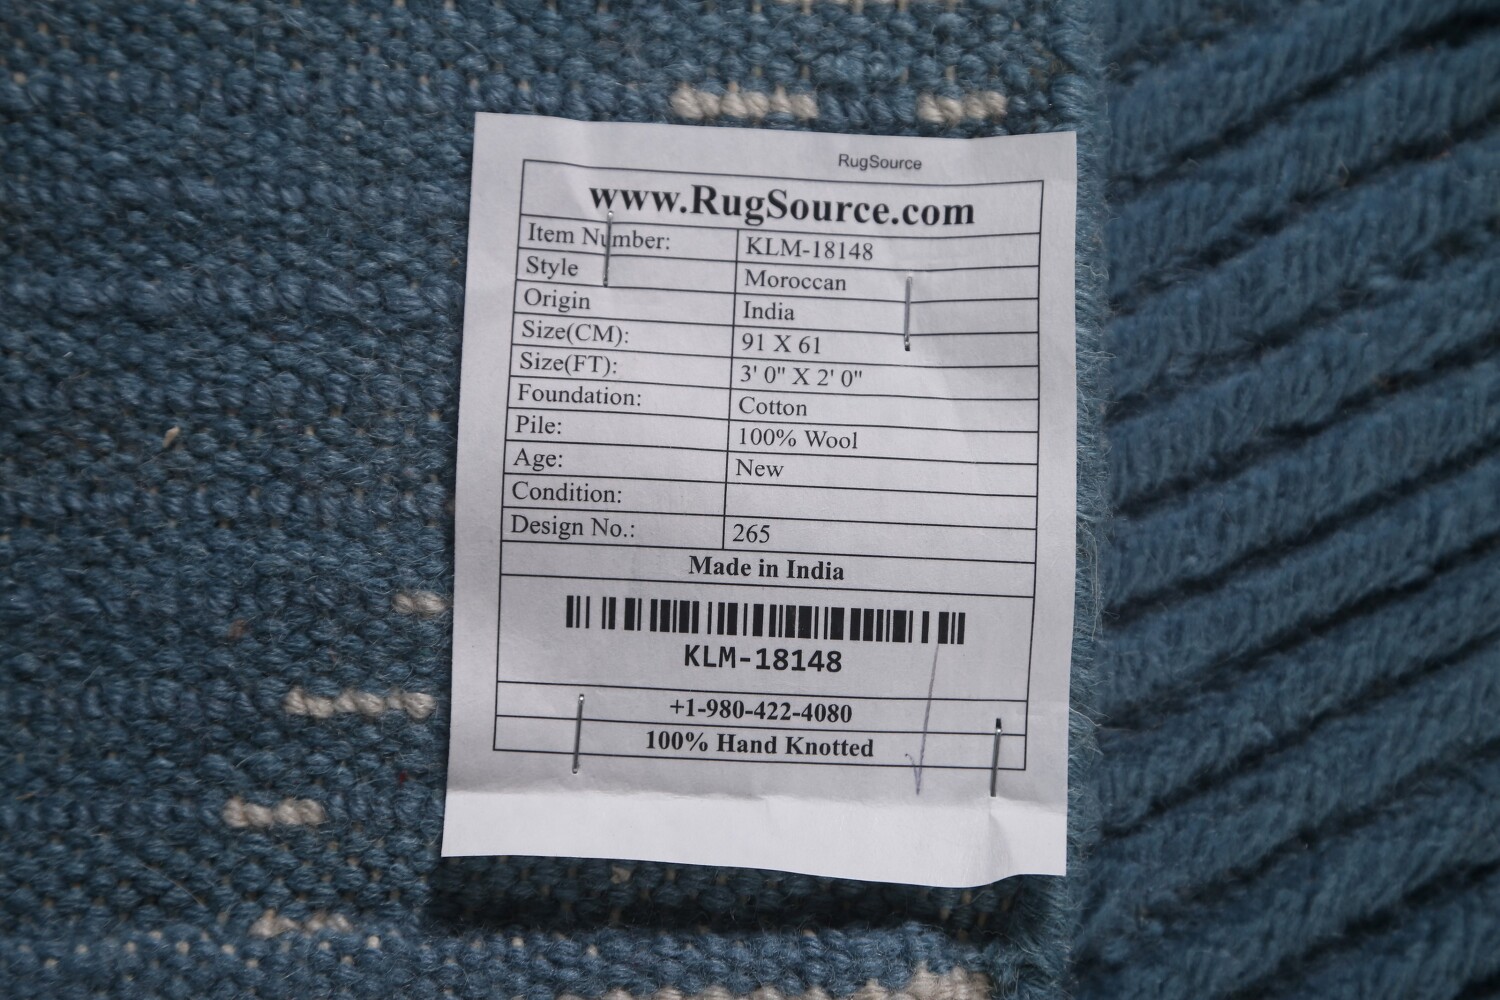 RugSource
www.RugSource.com
Item Number: KLM-18148
Style Moroccan
Origin India
Size(CM): 91 X 61
Size(FT): 3' 0" X 2' 0"
Foundation: Cotton
Pile: 100% Wool
Age: New
Condition:
Design No.: 265
Made in India
KLM-18148
+1-980-422-4080
100% Hand Knotted